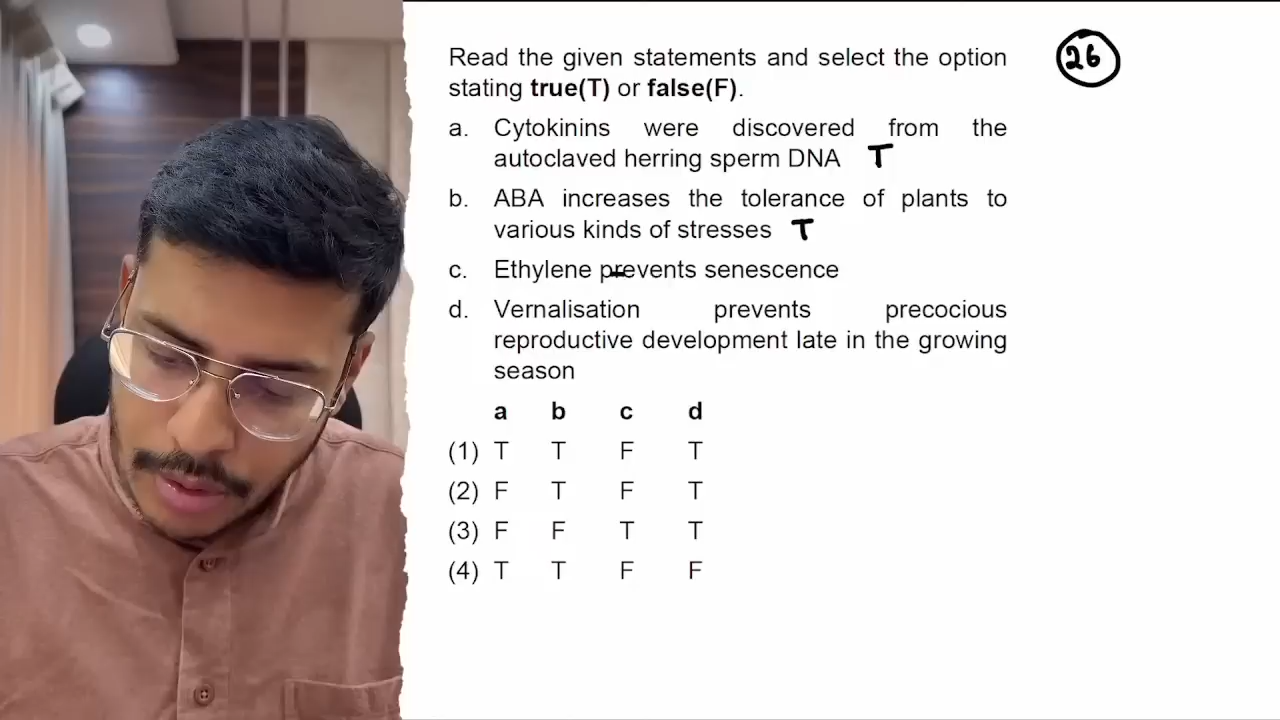 26
Read the given statements and select the option
stating true(T) or false(F).
a. Cytokinins were discovered from the
autoclaved herring sperm DNA T
b. ABA increases the tolerance of plants to
various kinds of stresses T
c. Ethylene prevents senescence
d. Vernalisation prevents precocious
reproductive development late in the growing
season
a b c d
(1) T T F T
(2) F T F T
(3) F F T T
(4) T T F F